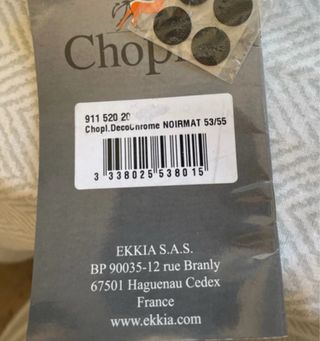 Chopl
911 520 20
Chopl.DecoChrome NOIRMAT 53/55
3 338025 538015
EKKIA S.A.S.
BP 90035-12 rue Branly
67501 Haguenau Cedex
France
www.ekkia.com